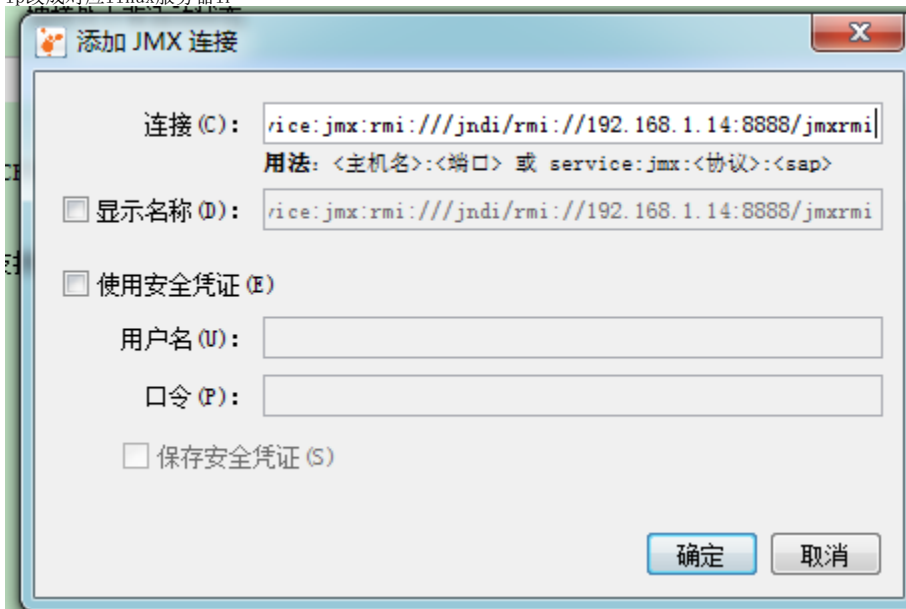 添加 JMX 连接
连接(C): vice:jmx:rmi:///jndi/rmi://192.168.1.14:8888/jmxrmi
用法: <主机名>:<端口> 或 service:jmx:<协议>:<sap>
显示名称(D): vice:jmx:rmi:///jndi/rmi://192.168.1.14:8888/jmxrmi
使用安全凭证(E)
用户名(U):
口令(P):
保存安全凭证(S)
确定 取消